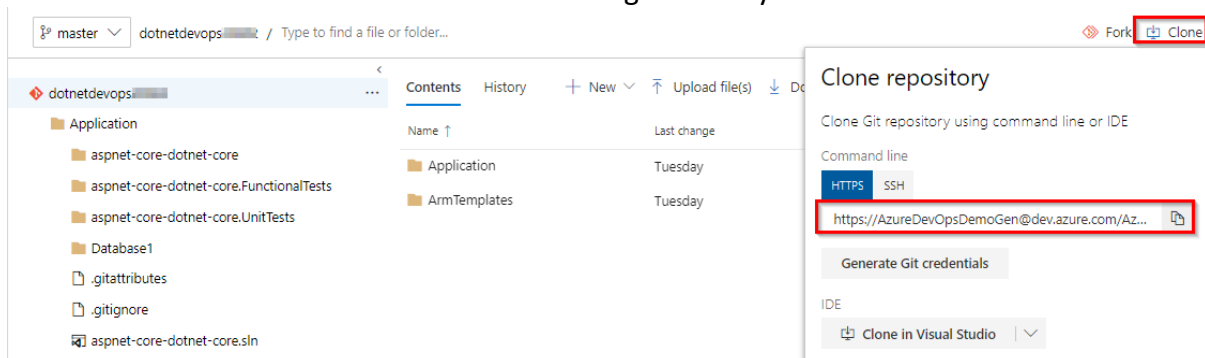 master dotnetdevops / Type to find a file or folder... Fork Clone
dotnetdevops ...
Application
aspnet-core-dotnet-core
aspnet-core-dotnet-core.FunctionalTests
aspnet-core-dotnet-core.UnitTests
Database1
.gitattributes
.gitignore
aspnet-core-dotnet-core.sln
Contents History + New Upload file(s)
Name ↑ Last change
Application Tuesday
ArmTemplates Tuesday
Clone repository
Clone Git repository using command line or IDE
Command line
HTTPS SSH
https://AzureDevOpsDemoGen@dev.azure.com/Az...
Generate Git credentials
IDE
Clone in Visual Studio